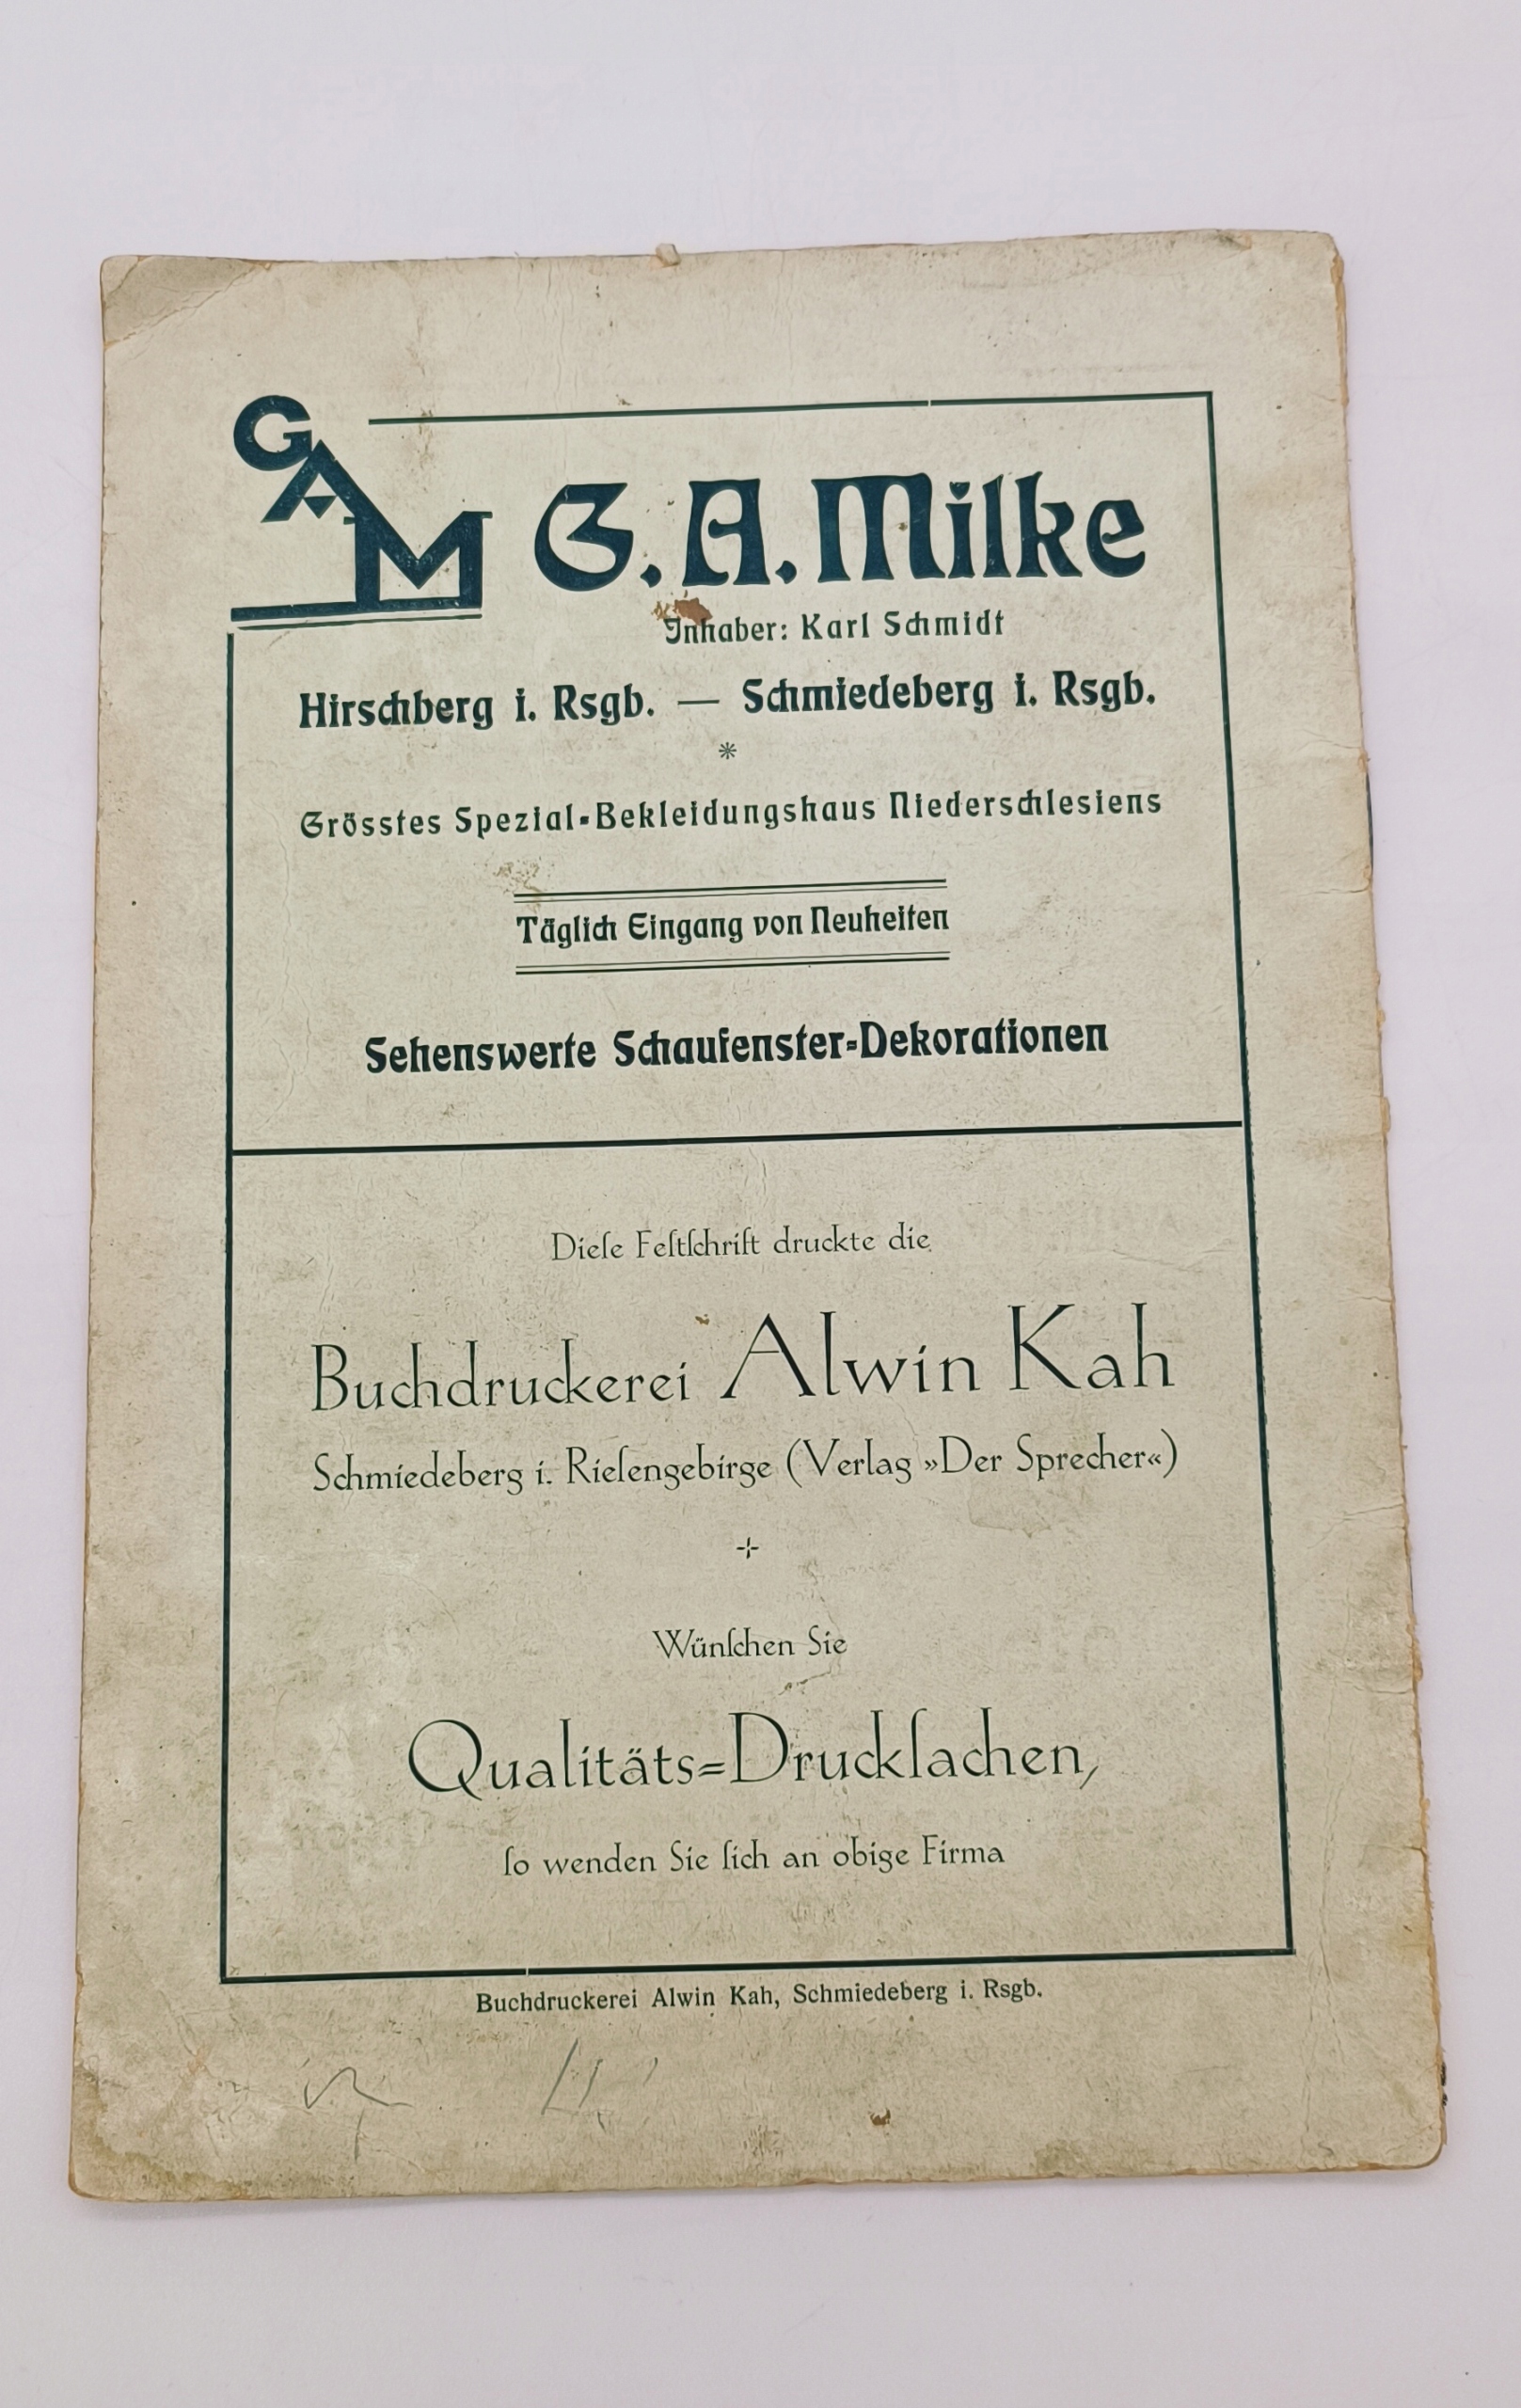 GAM
G. A. Milke
Inhaber: Karl Schmidt
Hirschberg i. Rsgb. — Schmiedeberg i. Rsgb.
Grösstes Spezial-Bekleidungshaus Niederschlesiens
Täglich Eingang von Neuheiten
Sehenswerte Schaufenster-Dekorationen
Dieſe Feſtſchrift druckte die
Buchdruckerei Alwin Kah
Schmiedeberg i. Rieſengebirge (Verlag »Der Sprecher«)
Wünſchen Sie
Qualitäts=Druckſachen,
ſo wenden Sie ſich an obige Firma
Buchdruckerei Alwin Kah, Schmiedeberg i. Rsgb.